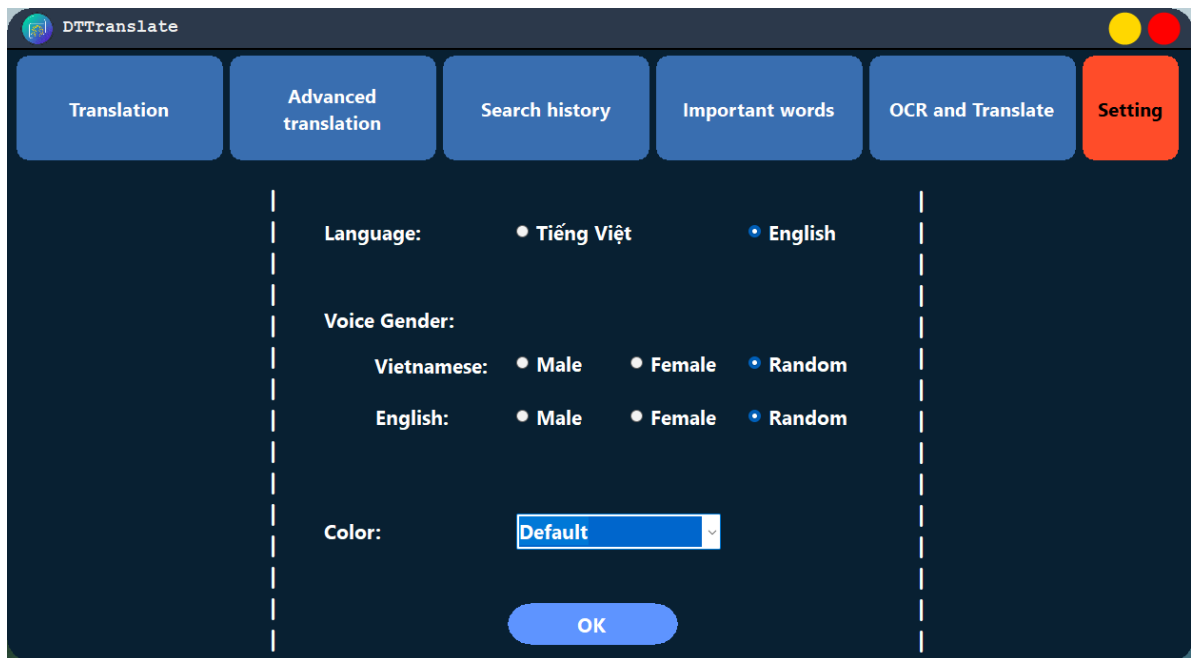 DTTranslate
Translation
Advanced
translation
Search history
Important words
OCR and Translate
Setting
Language: Tiếng Việt English
Voice Gender:
Vietnamese: Male Female Random
English: Male Female Random
Color: Default
OK